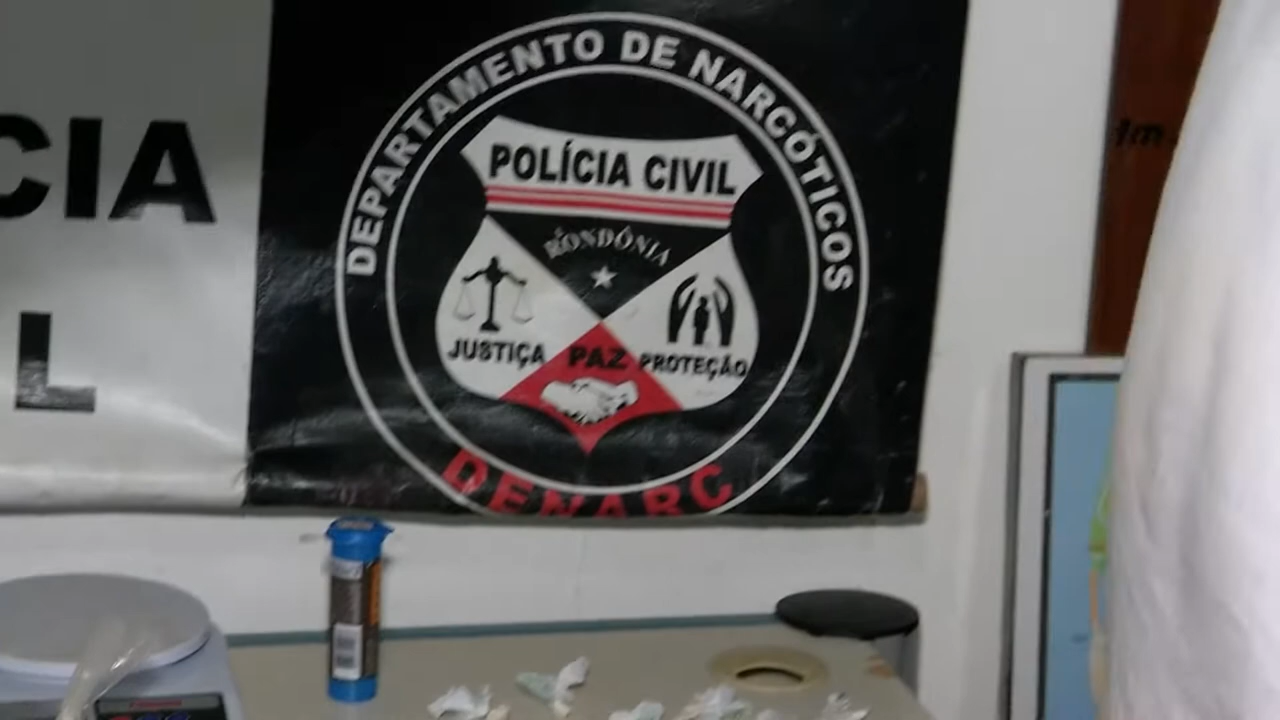 DEPARTAMENTO DE NARCÓTICOS
POLÍCIA CIVIL
RONDÔNIA
JUSTIÇA PAZ PROTEÇÃO
DENARC
CIA
L